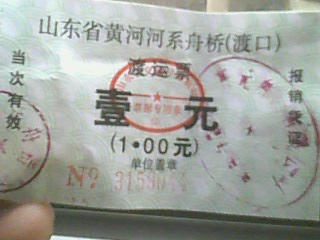 山东省黄河河系舟桥(渡口)
渡运票
壹元
(1·00元)
单位盖章
当次有效
报销凭证
№ 3159